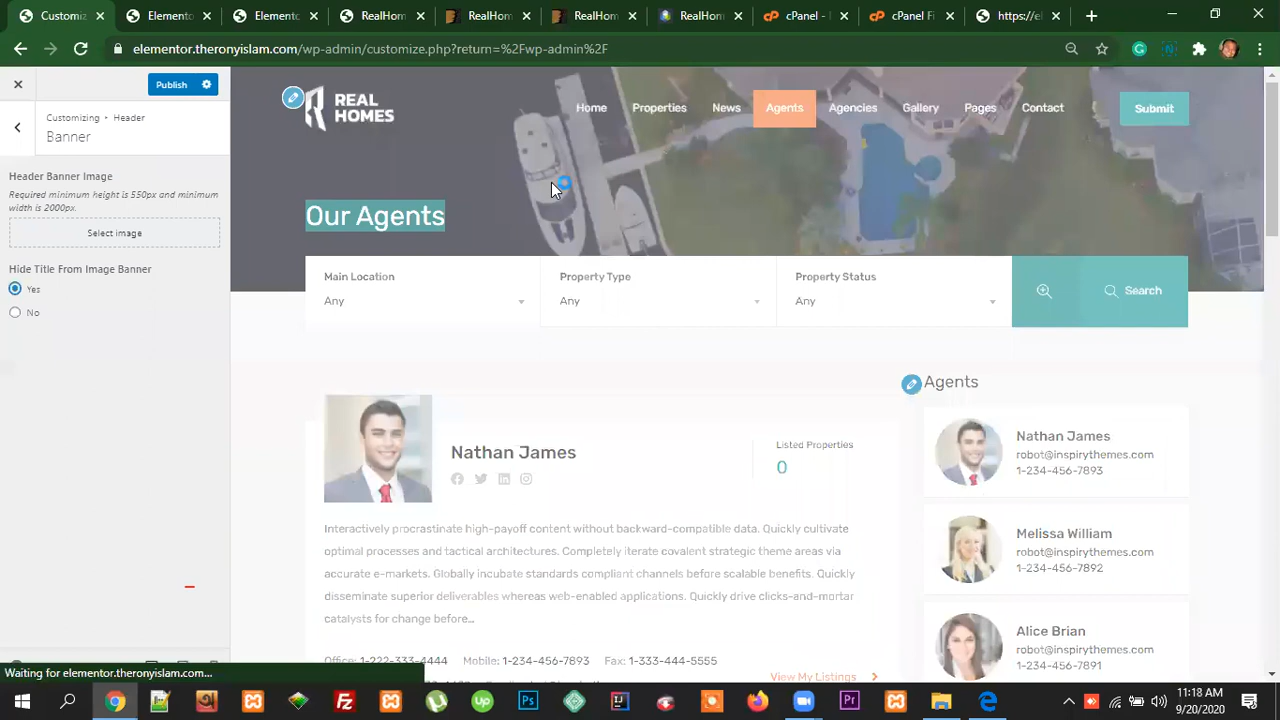 Customizin
Element
Element
RealHom
RealHom
RealHom
RealHom
cPanel - I
cPanel Fi
https://el
elementor.theronyislam.com/wp-admin/customize.php?return=%2Fwp-admin%2F
Publish
Customizing ▸ Header
Banner
Header Banner Image
Required minimum height is 550px and minimum
width is 2000px.
Select image
Hide Title From Image Banner
Yes
No
REAL
HOMES
Home Properties News Agents Agencies Gallery Pages Contact Submit
Our Agents
Main Location Property Type Property Status
Any Any Any Search
Agents
Nathan James
Listed Properties
0
Interactively procrastinate high-payoff content without backward-compatible data. Quickly cultivate
optimal processes and tactical architectures. Completely iterate covalent strategic theme areas via
accurate e-markets. Globally incubate standards compliant channels before scalable benefits. Quickly
disseminate superior deliverables whereas web-enabled applications. Quickly drive clicks-and-mortar
catalysts for change before...
Office: 1-222-333-4444 Mobile: 1-234-456-7893 Fax: 1-333-444-5555
View My Listings
Nathan James
robot@inspirythemes.com
1-234-456-7893
Melissa William
robot@inspirythemes.com
1-234-456-7892
Alice Brian
robot@inspirythemes.com
1-234-456-7891
Waiting for elementor.theronyislam.com...
11:18 AM
9/20/2020